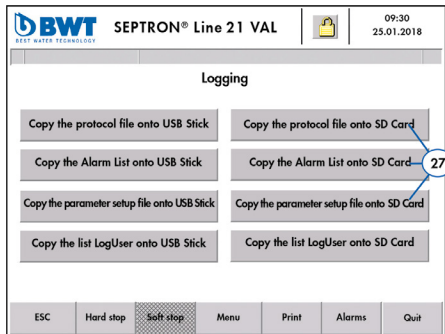 BWT
BEST WATER TECHNOLOGY
SEPTRON® Line 21 VAL
09:30
25.01.2018
Logging
Copy the protocol file onto USB Stick
Copy the protocol file onto SD Card
Copy the Alarm List onto USB Stick
Copy the Alarm List onto SD Card
27
Copy the parameter setup file onto USB Stick
Copy the parameter setup file onto SD Card
Copy the list LogUser onto USB Stick
Copy the list LogUser onto SD Card
ESC
Hard stop
Soft stop
Menu
Print
Alarms
Quit